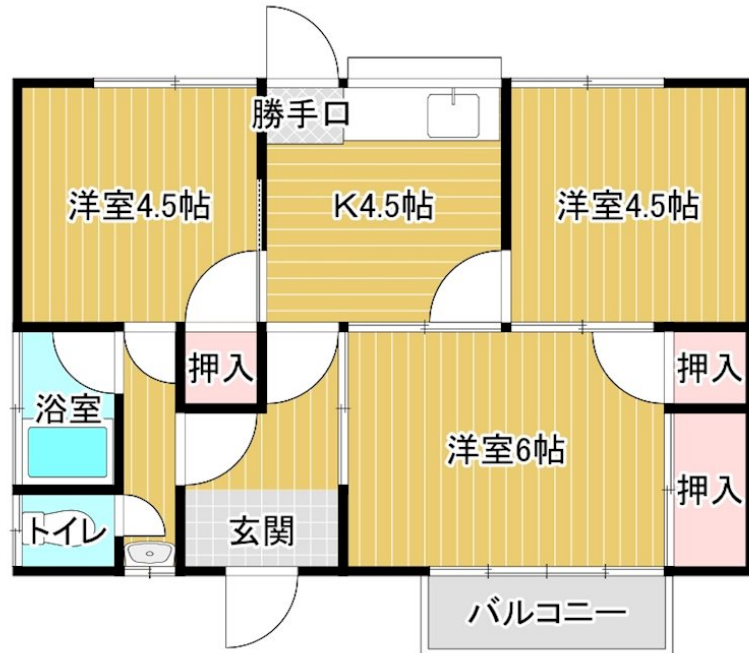 勝手口
洋室4.5帖
K4.5帖
洋室4.5帖
押入
押入
浴室
洋室6帖
押入
トイレ
玄関
バルコニー